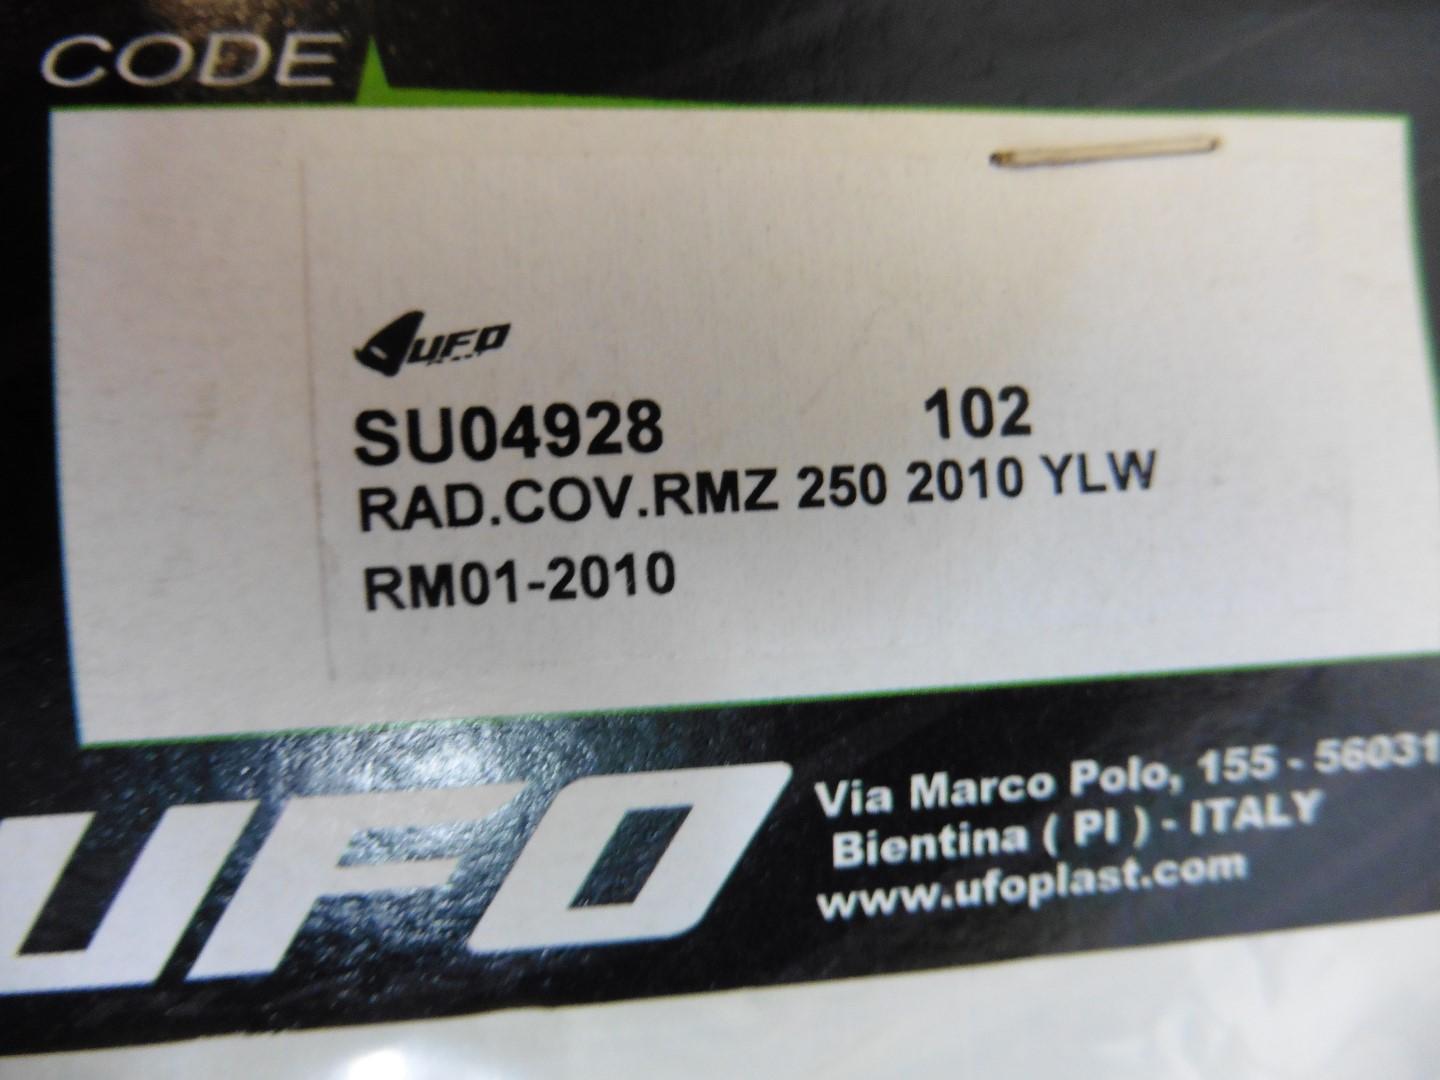 CODE
UFO
SU04928 102
RAD.COV.RMZ 250 2010 YLW
RM01-2010
UFO
Via Marco Polo, 155 - 56031
Bientina ( PI ) - ITALY
www.ufoplast.com